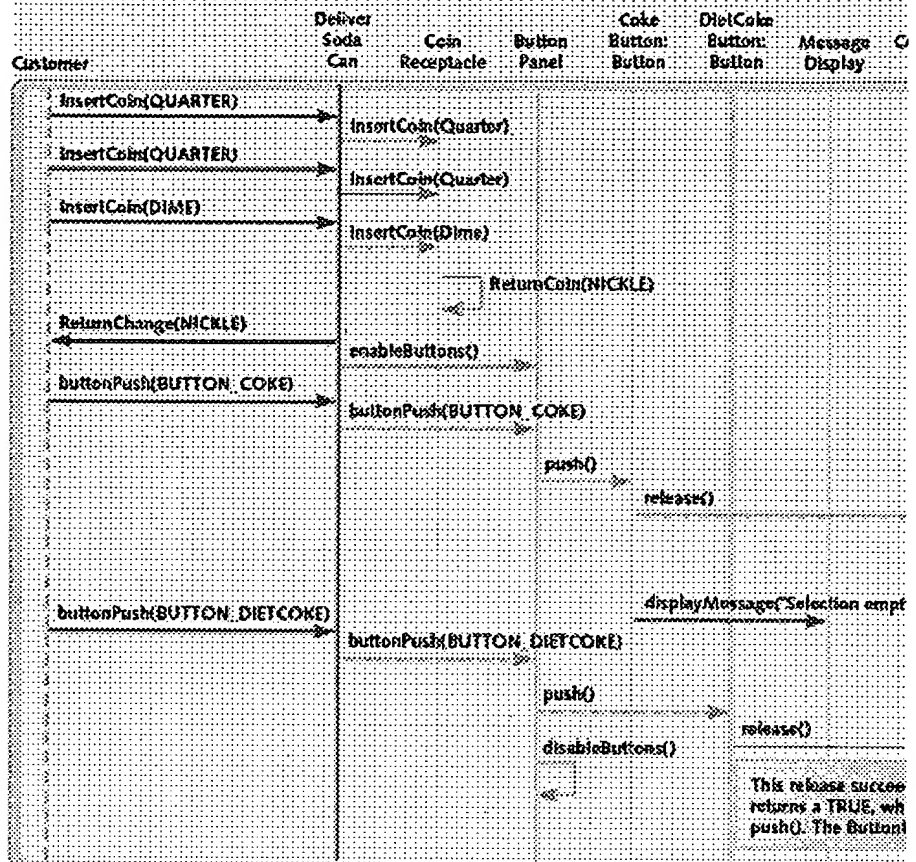 Customer
Deliver
Soda
Can
Coin
Receptacle
Button
Panel
Coke
Button:
Button
DietCoke
Button:
Button
Message
Display
C
InsertCoin(QUARTER)
InsertCoin(Quarter)
InsertCoin(QUARTER)
InsertCoin(Quarter)
InsertCoin(DIME)
InsertCoin(Dime)
ReturnCoin(NICKLE)
ReturnChange(NICKLE)
enableButtons()
buttonPush(BUTTON_COKE)
buttonPush(BUTTON_COKE)
push()
release()
displayMessage("Selection empt
buttonPush(BUTTON_DIETCOKE)
buttonPush(BUTTON_DIETCOKE)
push()
release()
disableButtons()
This release succee
returns a TRUE, wh
push(). The Button